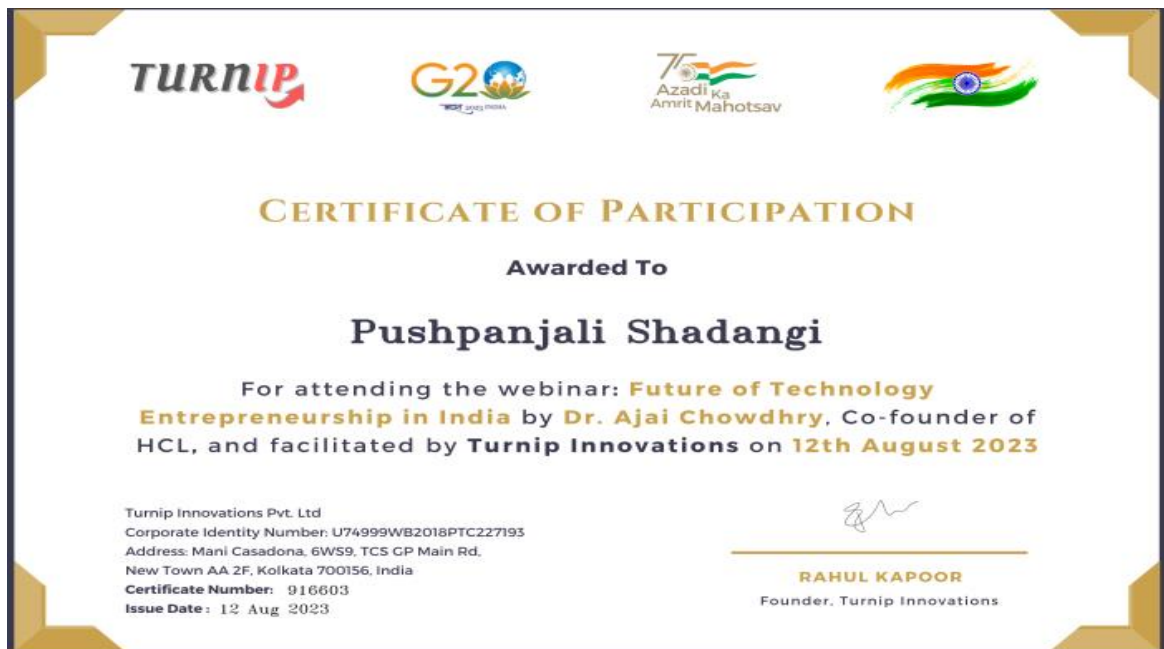 TURNIP
G20
भारत 2023 INDIA
75
Azadi Ka
Amrit Mahotsav
CERTIFICATE OF PARTICIPATION
Awarded To
Pushpanjali Shadangi
For attending the webinar: Future of Technology
Entrepreneurship in India by Dr. Ajai Chowdhry, Co-founder of
HCL, and facilitated by Turnip Innovations on 12th August 2023
Turnip Innovations Pvt. Ltd
Corporate Identity Number: U74999WB2018PTC227193
Address: Mani Casadona, 6WS9, TCS GP Main Rd,
New Town AA 2F, Kolkata 700156, India
Certificate Number: 916603
Issue Date : 12 Aug 2023
RAHUL KAPOOR
Founder, Turnip Innovations